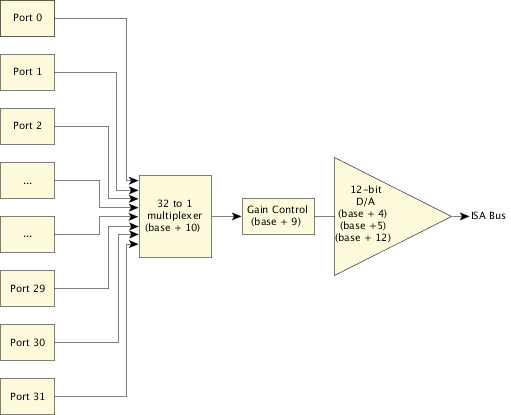 Port 0
Port 1
Port 2
...
...
Port 29
Port 30
Port 31
32 to 1
multiplexer
(base + 10)
Gain Control
(base + 9)
12-bit
D/A
(base + 4)
(base +5)
(base + 12)
ISA Bus